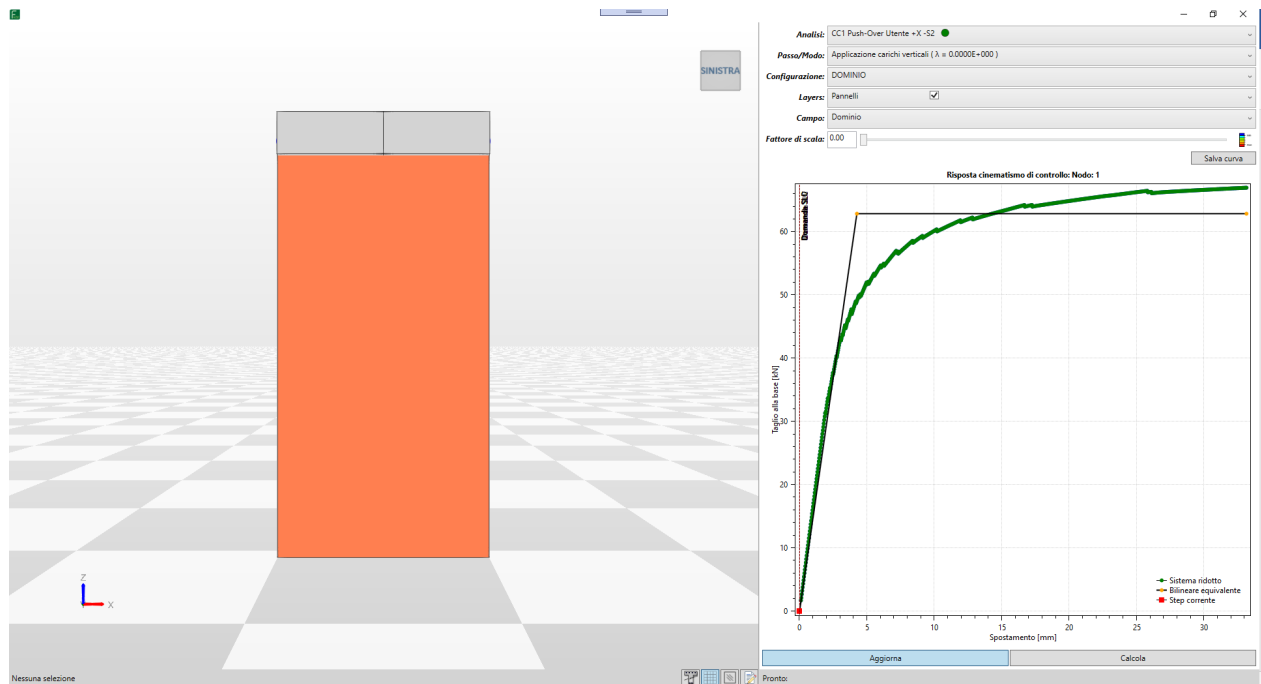 F
SINISTRA
Analisi: CC1 Push-Over Utente +X -S2
Passo/Modo: Applicazione carichi verticali ( λ = 0.0000E+000 )
Configurazione: DOMINIO
Layers: Pannelli
Campo: Dominio
Fattore di scala: 0.00
Salva curva
Risposta cinematismo di controllo: Nodo: 1
60
50
40
30
20
10
0
Taglio alla base [kN]
Sistema ridotto
Bilineare equivalente
Step corrente
0 5 10 15 20 25 30
Spostamento [mm]
Z
X
Aggiorna Calcola
Nessuna selezione
Pronto: